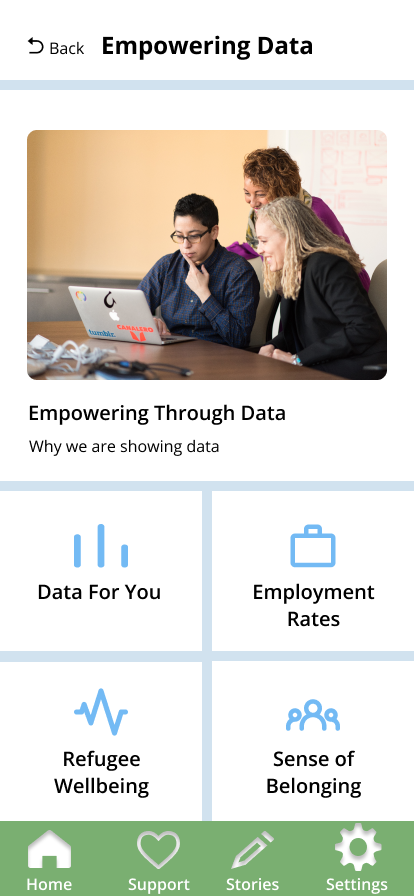 Back
Empowering Data
tumblr.
CANALERO
Empowering Through Data
Why we are showing data
Data For You
Employment
Rates
Refugee
Wellbeing
Sense of
Belonging
Home
Support
Stories
Settings